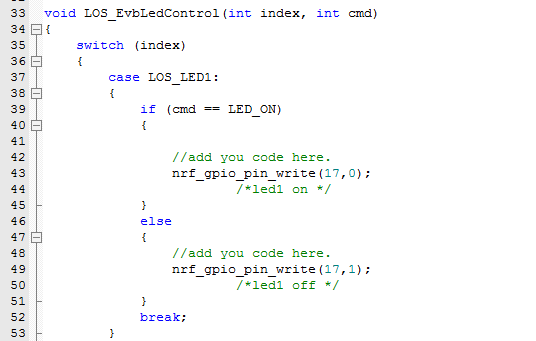 33 void LOS_EvbLedControl(int index, int cmd)
34 {
35 switch (index)
36 {
37 case LOS_LED1:
38 {
39 if (cmd == LED_ON)
40 {
41
42 //add you code here.
43 nrf_gpio_pin_write(17,0);
44 /*led1 on */
45 }
46 else
47 {
48 //add you code here.
49 nrf_gpio_pin_write(17,1);
50 /*led1 off */
51 }
52 break;
53 }